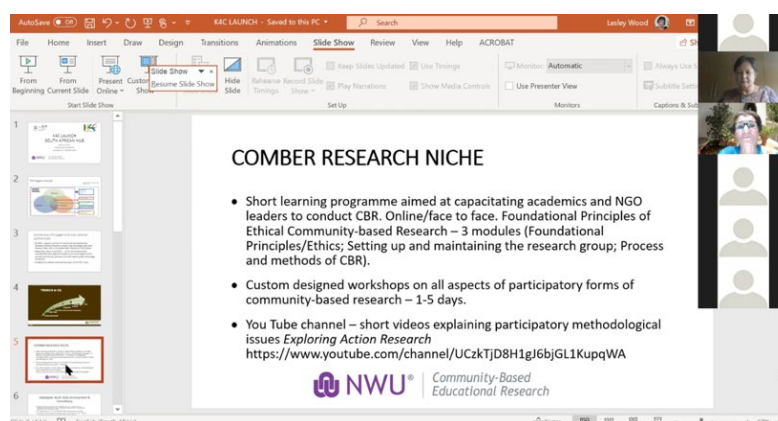 AutoSave Off
K4C LAUNCH - Saved to this PC
Search
Lesley Wood
File Home Insert Draw Design Transitions Animations Slide Show Review View Help ACROBAT
Slide Show
Resume Slide Show
From Beginning
From Current Slide
Present Online
Hide Slide
Rehearse Timings
Record Slide Show
Keep Slides Updated
Use Timings
Play Narrations
Show Media Controls
Monitor: Automatic
Use Presenter View
Always Use
Start Slide Show
Set Up
Monitors
1
K4C LAUNCH
SOUTH AFRICAN HUB
2
3
4
5
6
COMBER RESEARCH NICHE
• Short learning programme aimed at capacitating academics and NGO
leaders to conduct CBR. Online/face to face. Foundational Principles of
Ethical Community-based Research – 3 modules (Foundational
Principles/Ethics; Setting up and maintaining the research group; Process
and methods of CBR).
• Custom designed workshops on all aspects of participatory forms of
community-based research – 1-5 days.
• You Tube channel – short videos explaining participatory methodological
issues Exploring Action Research
https://www.youtube.com/channel/UCzkTjD8H1gJ6bjGL1KupqWA
NWU®
Community-Based
Educational Research